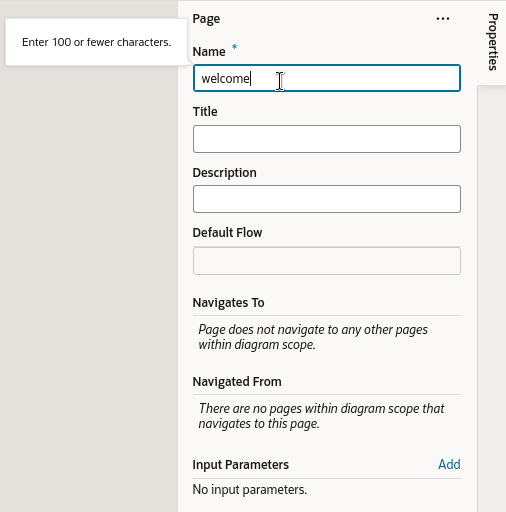 Page
Properties
Enter 100 or fewer characters.
Name *
welcome
Title
Description
Default Flow
Navigates To
Page does not navigate to any other pages
within diagram scope.
Navigated From
There are no pages within diagram scope that
navigates to this page.
Input Parameters
Add
No input parameters.